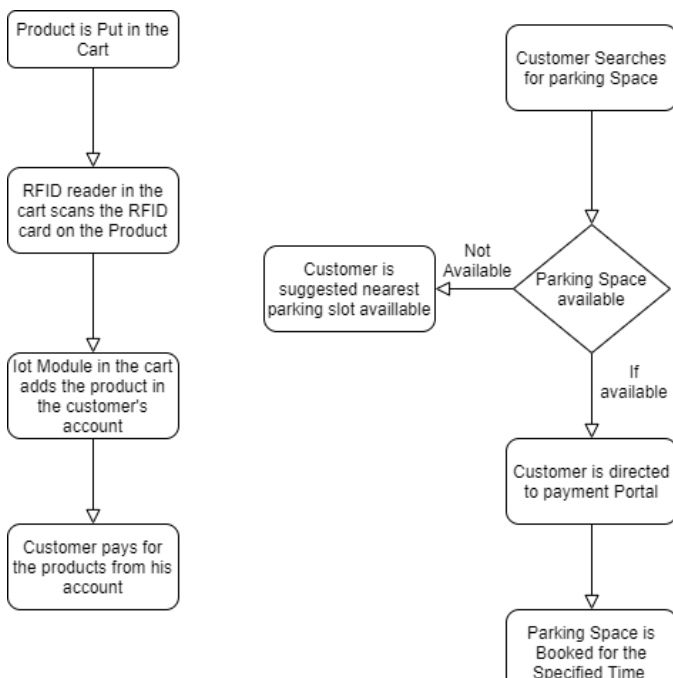 Product is Put in the
Cart
RFID reader in the
cart scans the RFID
card on the Product
Iot Module in the cart
adds the product in
the customer's
account
Customer pays for
the products from his
account
Customer Searches
for parking Space
Parking Space
available
Not
Available
Customer is
suggested nearest
parking slot availlable
If
available
Customer is directed
to payment Portal
Parking Space is
Booked for the
Specified Time